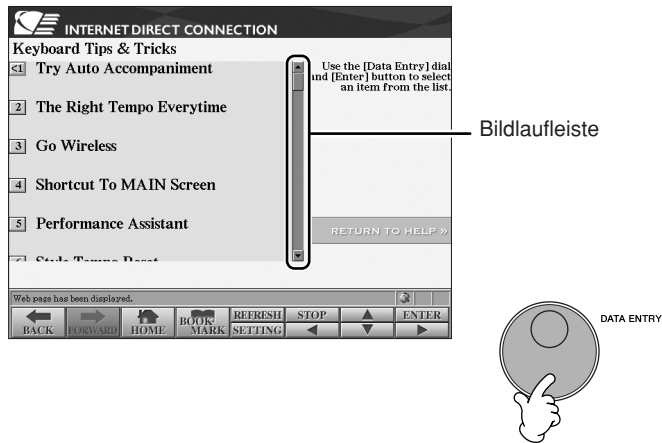 INTERNET DIRECT CONNECTION
Keyboard Tips & Tricks
<1 Try Auto Accompaniment
2 The Right Tempo Everytime
3 Go Wireless
4 Shortcut To MAIN Screen
5 Performance Assistant
Style Tempo Reset
Use the [Data Entry] dial
and [Enter] button to select
an item from the list.
RETURN TO HELP »
Bildlaufleiste
Web page has been displayed.
BACK FORWARD HOME BOOK-MARK REFRESH STOP ENTER
SETTING
DATA ENTRY